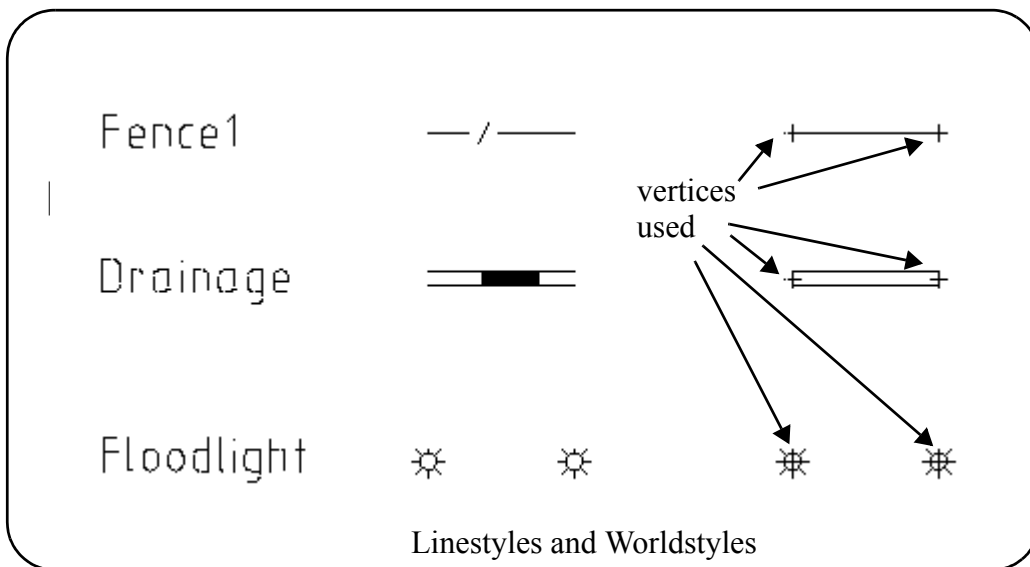 Fence1
vertices
used
Drainage
Floodlight
Linestyles and Worldstyles